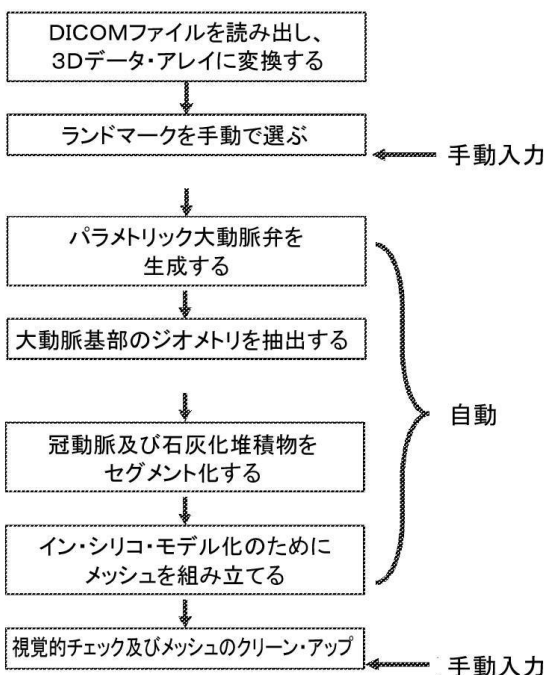 DICOMファイルを読み出し、
3Dデータ・アレイに変換する
ランドマークを手動で選ぶ
手動入力
パラメトリック大動脈弁を
生成する
大動脈基部のジオメトリを抽出する
自動
冠動脈及び石灰化堆積物を
セグメント化する
イン・シリコ・モデル化のために
メッシュを組み立てる
視覚的チェック及びメッシュのクリーン・アップ
手動入力